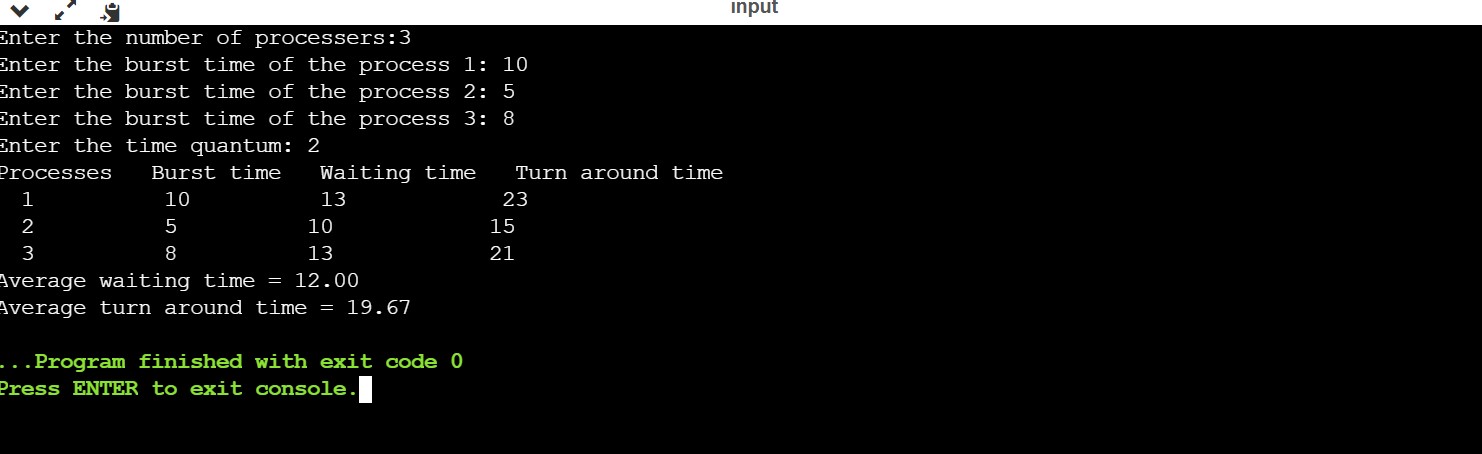 input
Enter the number of processers:3
Enter the burst time of the process 1: 10
Enter the burst time of the process 2: 5
Enter the burst time of the process 3: 8
Enter the time quantum: 2
Processes   Burst time   Waiting time   Turn around time
1   10   13   23
2   5   10   15
3   8   13   21
Average waiting time = 12.00
Average turn around time = 19.67
...Program finished with exit code 0
Press ENTER to exit console.